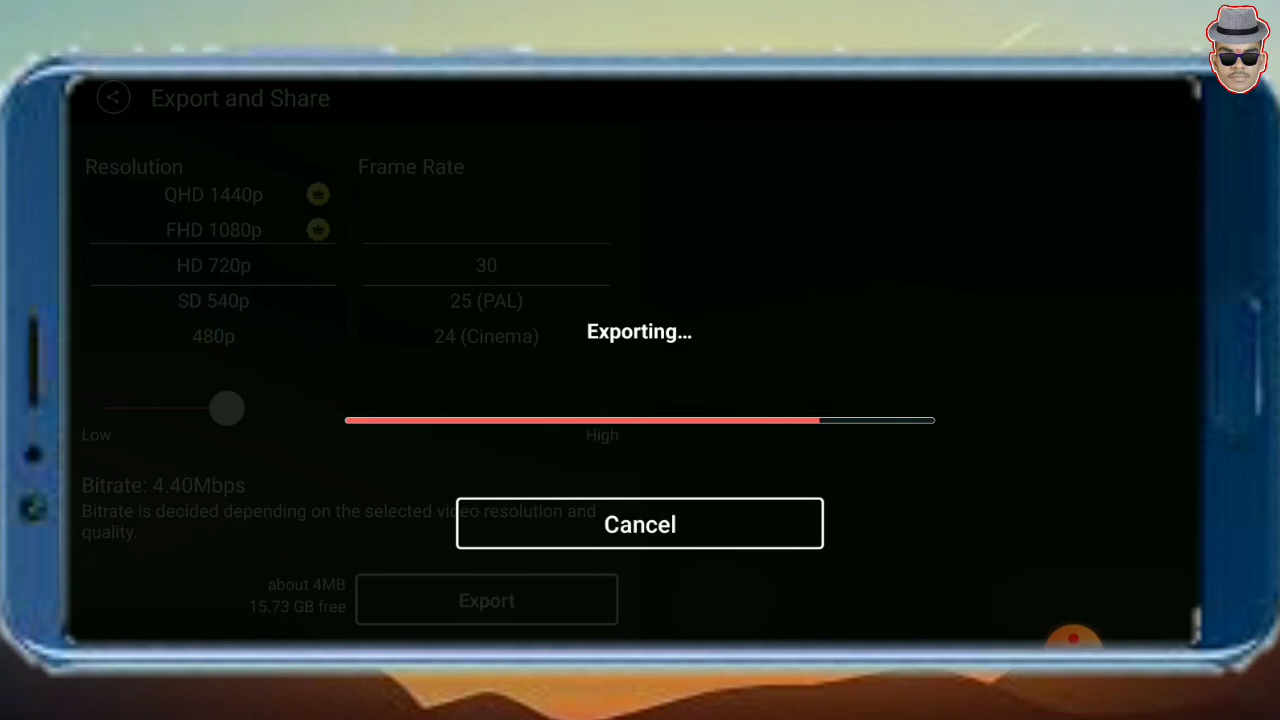 Export and Share
Resolution
Frame Rate
QHD 1440p
FHD 1080p
HD 720p
30
SD 540p
25 (PAL)
480p
24 (Cinema)
Exporting...
Low
High
Bitrate: 4.40Mbps
Bitrate is decided depending on the selected video resolution and
quality.
Cancel
about 4MB
15.73 GB free
Export